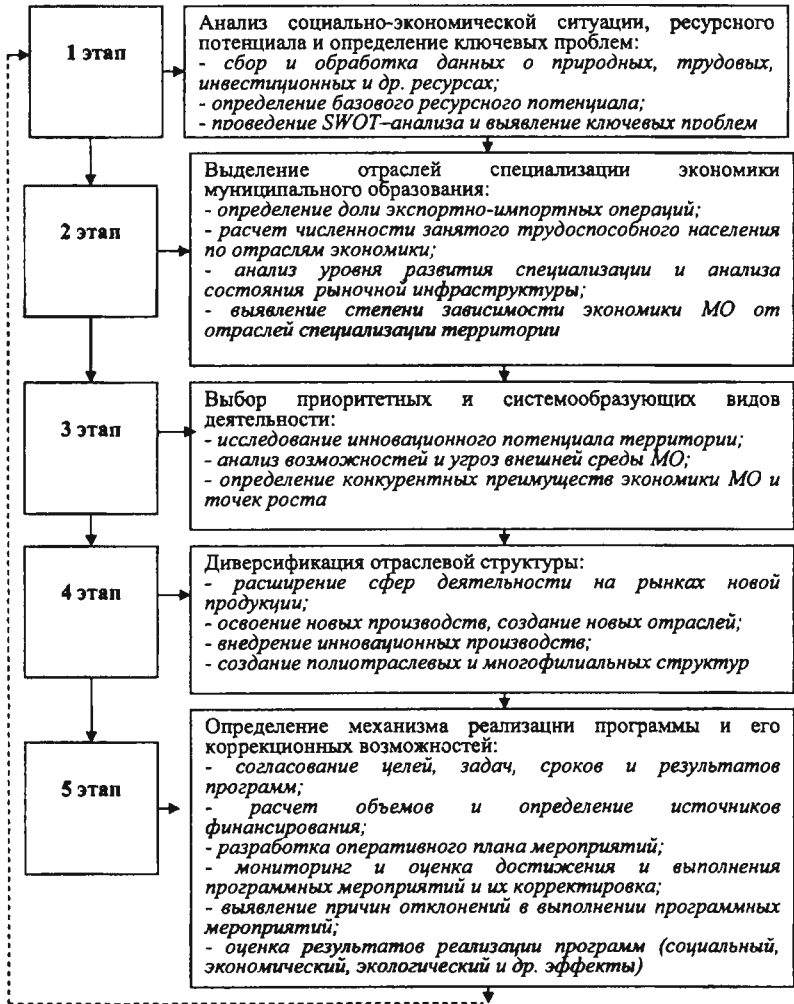 1 этап
Анализ социально-экономической ситуации, ресурсного
потенциала и определение ключевых проблем:
- сбор и обработка данных о природных, трудовых,
инвестиционных и др. ресурсах;
- определение базового ресурсного потенциала;
- проведение SWOT–анализа и выявление ключевых проблем
2 этап
Выделение отраслей специализации экономики
муниципального образования:
- определение доли экспортно-импортных операций;
- расчет численности занятого трудоспособного населения
по отраслям экономики;
- анализ уровня развития специализации и анализа
состояния рыночной инфраструктуры;
- выявление степени зависимости экономики МО от
отраслей специализации территории
3 этап
Выбор приоритетных и системообразующих видов
деятельности:
- исследование инновационного потенциала территории;
- анализ возможностей и угроз внешней среды МО;
- определение конкурентных преимуществ экономики МО и
точек роста
4 этап
Диверсификация отраслевой структуры:
- расширение сфер деятельности на рынках новой
продукции;
- освоение новых производств, создание новых отраслей;
- внедрение инновационных производств;
- создание полиотраслевых и многофилиальных структур
5 этап
Определение механизма реализации программы и его
коррекционных возможностей:
- согласование целей, задач, сроков и результатов
программ;
- расчет объемов и определение источников
финансирования;
- разработка оперативного плана мероприятий;
- мониторинг и оценка достижения и выполнения
программных мероприятий и их корректировка;
- выявление причин отклонений в выполнении программных
мероприятий;
- оценка результатов реализации программ (социальный,
экономический, экологический и др. эффекты)